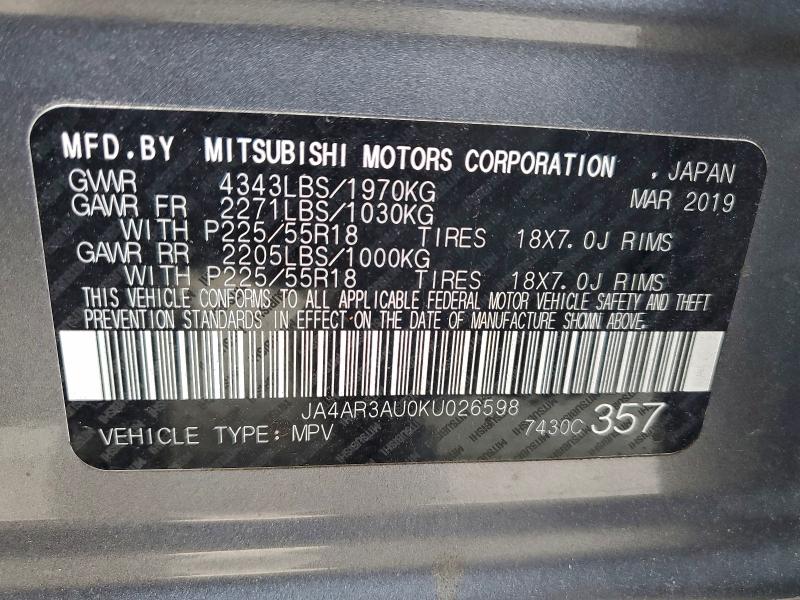 MFD.BY MITSUBISHI MOTORS CORPORATION , JAPAN
GVWR 4343LBS/1970KG MAR 2019
GAWR FR 2271LBS/1030KG
WITH P225/55R18 TIRES 18X7.0J RIMS
GAWR RR 2205LBS/1000KG
WITH P225/55R18 TIRES 18X7.0J RIMS
THIS VEHICLE CONFORMS TO ALL APPLICABLE FEDERAL MOTOR VEHICLE SAFETY AND THEFT
PREVENTION STANDARDS IN EFFECT ON THE DATE OF MANUFACTURE SHOWN ABOVE.
JA4AR3AU0KU026598
VEHICLE TYPE: MPV 7430C 357